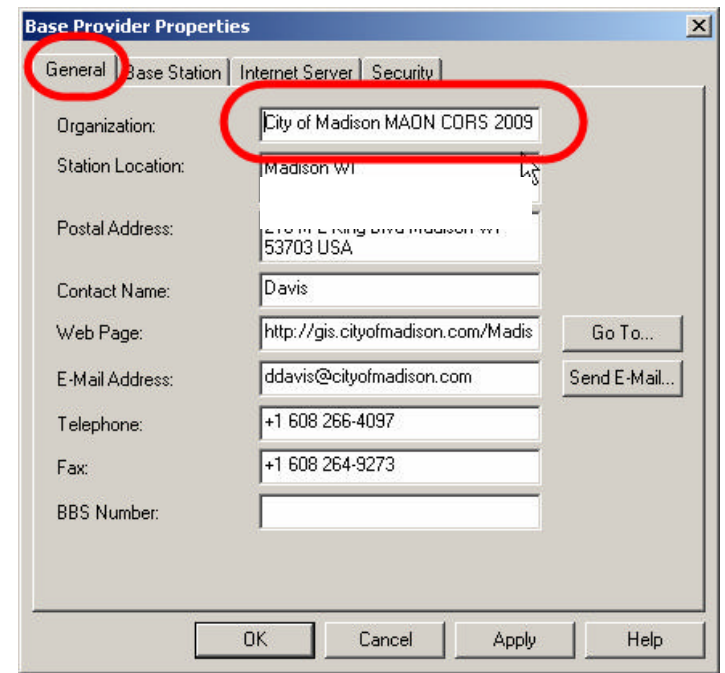 Base Provider Properties
General Base Station Internet Server Security
Organization: City of Madison MAON CORS 2009
Station Location: Madison WI
Postal Address:
53703 USA
Contact Name: Davis
Web Page: http://gis.cityofmadison.com/Madis Go To...
E-Mail Address: ddavis@cityofmadison.com Send E-Mail...
Telephone: +1 608 266-4097
Fax: +1 608 264-9273
BBS Number:
OK Cancel Apply Help